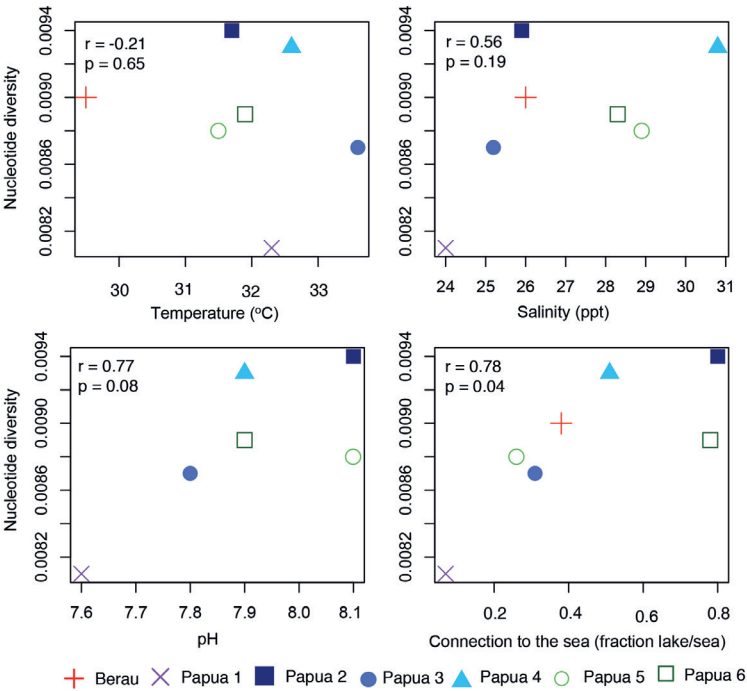 r = -0.21
p = 0.65
Nucleotide diversity
0.0094
0.0090
0.0086
0.0082
30 31 32 33
Temperature (°C)
r = 0.56
p = 0.19
0.0094
0.0090
0.0086
0.0082
24 25 26 27 28 29 30 31
Salinity (ppt)
r = 0.77
p = 0.08
Nucleotide diversity
0.0094
0.0090
0.0086
0.0082
7.6 7.7 7.8 7.9 8.0 8.1
pH
r = 0.78
p = 0.04
0.0094
0.0090
0.0086
0.0082
0.2 0.4 0.6 0.8
Connection to the sea (fraction lake/sea)
Berau Papua 1 Papua 2 Papua 3 Papua 4 Papua 5 Papua 6